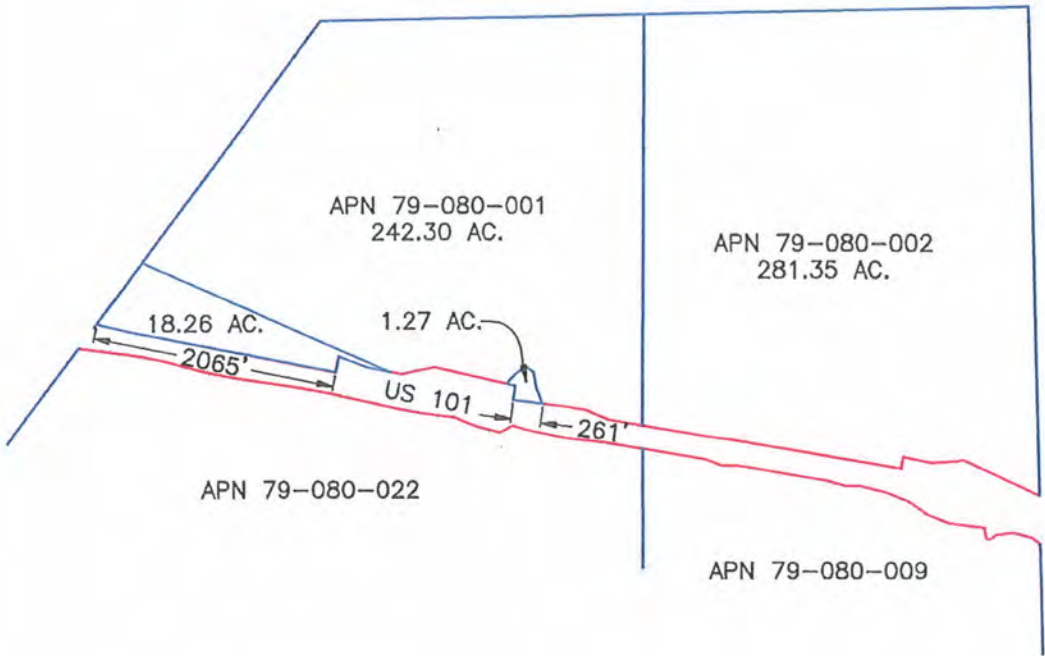 APN 79-080-001
242.30 AC.
APN 79-080-002
281.35 AC.
18.26 AC.
1.27 AC.
2065'
US 101
261'
APN 79-080-022
APN 79-080-009